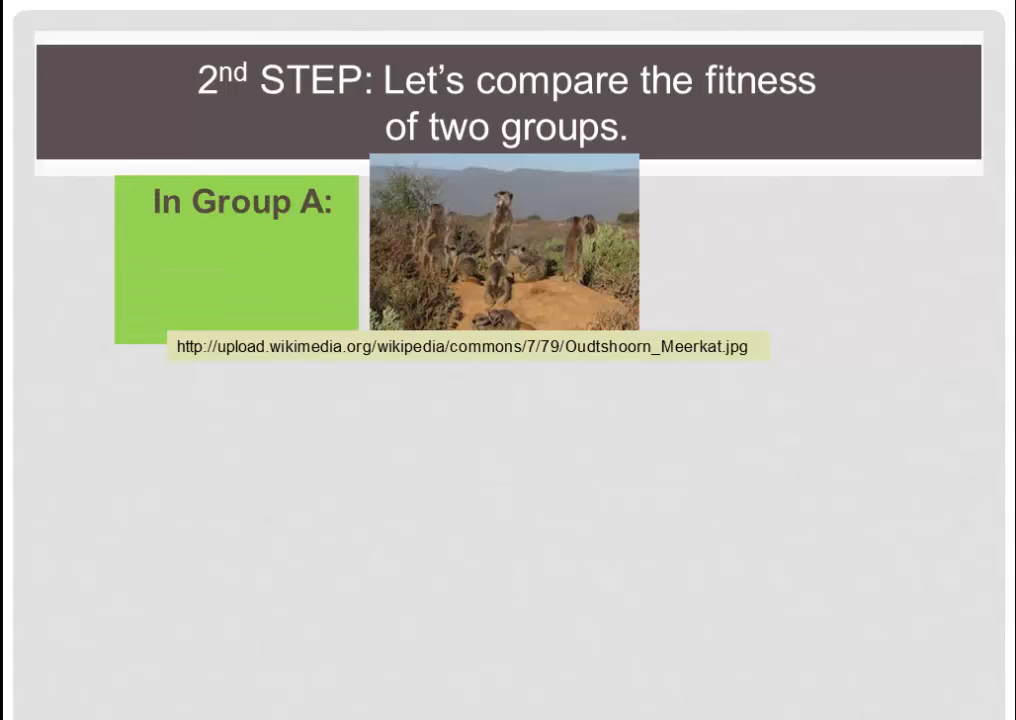 2nd STEP: Let's compare the fitness
of two groups.
In Group A:
http://upload.wikimedia.org/wikipedia/commons/7/79/Oudtshoorn_Meerkat.jpg